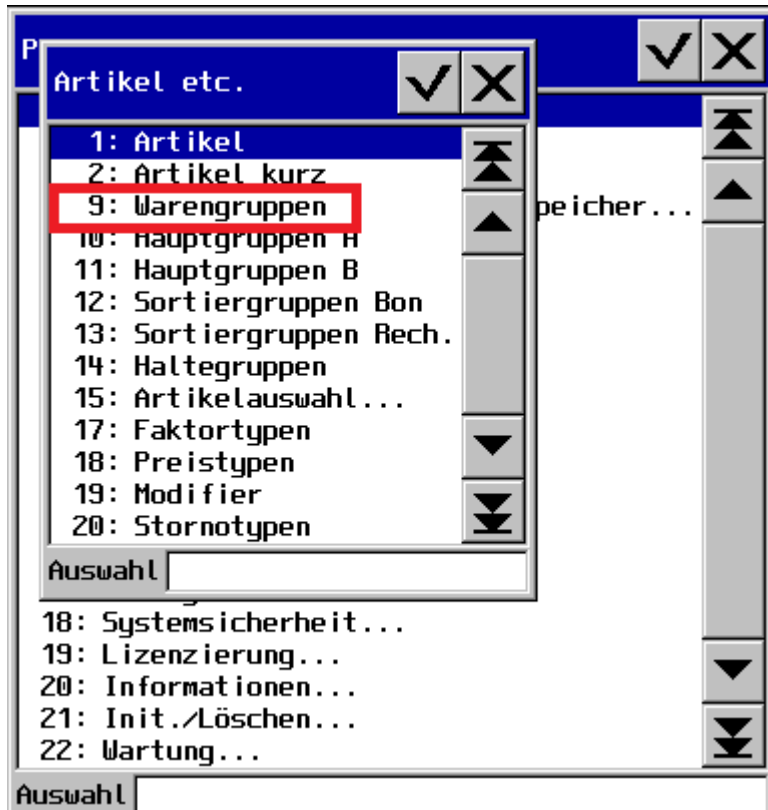 P
Artikel etc.
1: Artikel
2: Artikel kurz
9: Warengruppen
10: Hauptgruppen A
11: Hauptgruppen B
12: Sortiergruppen Bon
13: Sortiergruppen Rech.
14: Haltegruppen
15: Artikelauswahl...
17: Faktortypen
18: Preistypen
19: Modifier
20: Stornotypen
Auswahl
peicher...
18: Systemsicherheit...
19: Lizenzierung...
20: Informationen...
21: Init./Löschen...
22: Wartung...
Auswahl